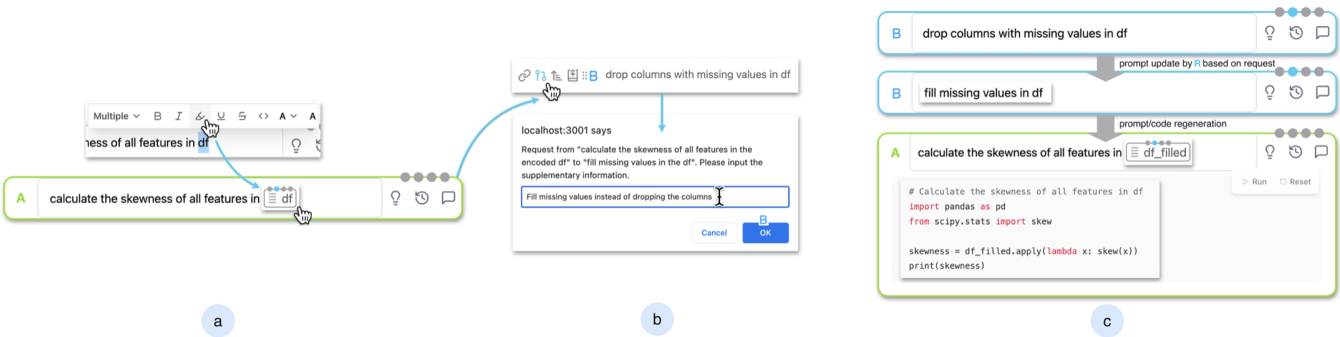 Multiple B I U S <> A A
ness of all features in df
A calculate the skewness of all features in df
a
B drop columns with missing values in df
localhost:3001 says
Request from "calculate the skewness of all features in the
encoded df" to "fill missing values in the df". Please input the
supplementary information.
Fill missing values instead of dropping the columns
B
Cancel OK
b
B drop columns with missing values in df
prompt update by R based on request
B fill missing values in df
prompt/code regeneration
A calculate the skewness of all features in df_filled
Run Reset
# Calculate the skewness of all features in df
import pandas as pd
from scipy.stats import skew
skewness = df_filled.apply(lambda x: skew(x))
print(skewness)
c